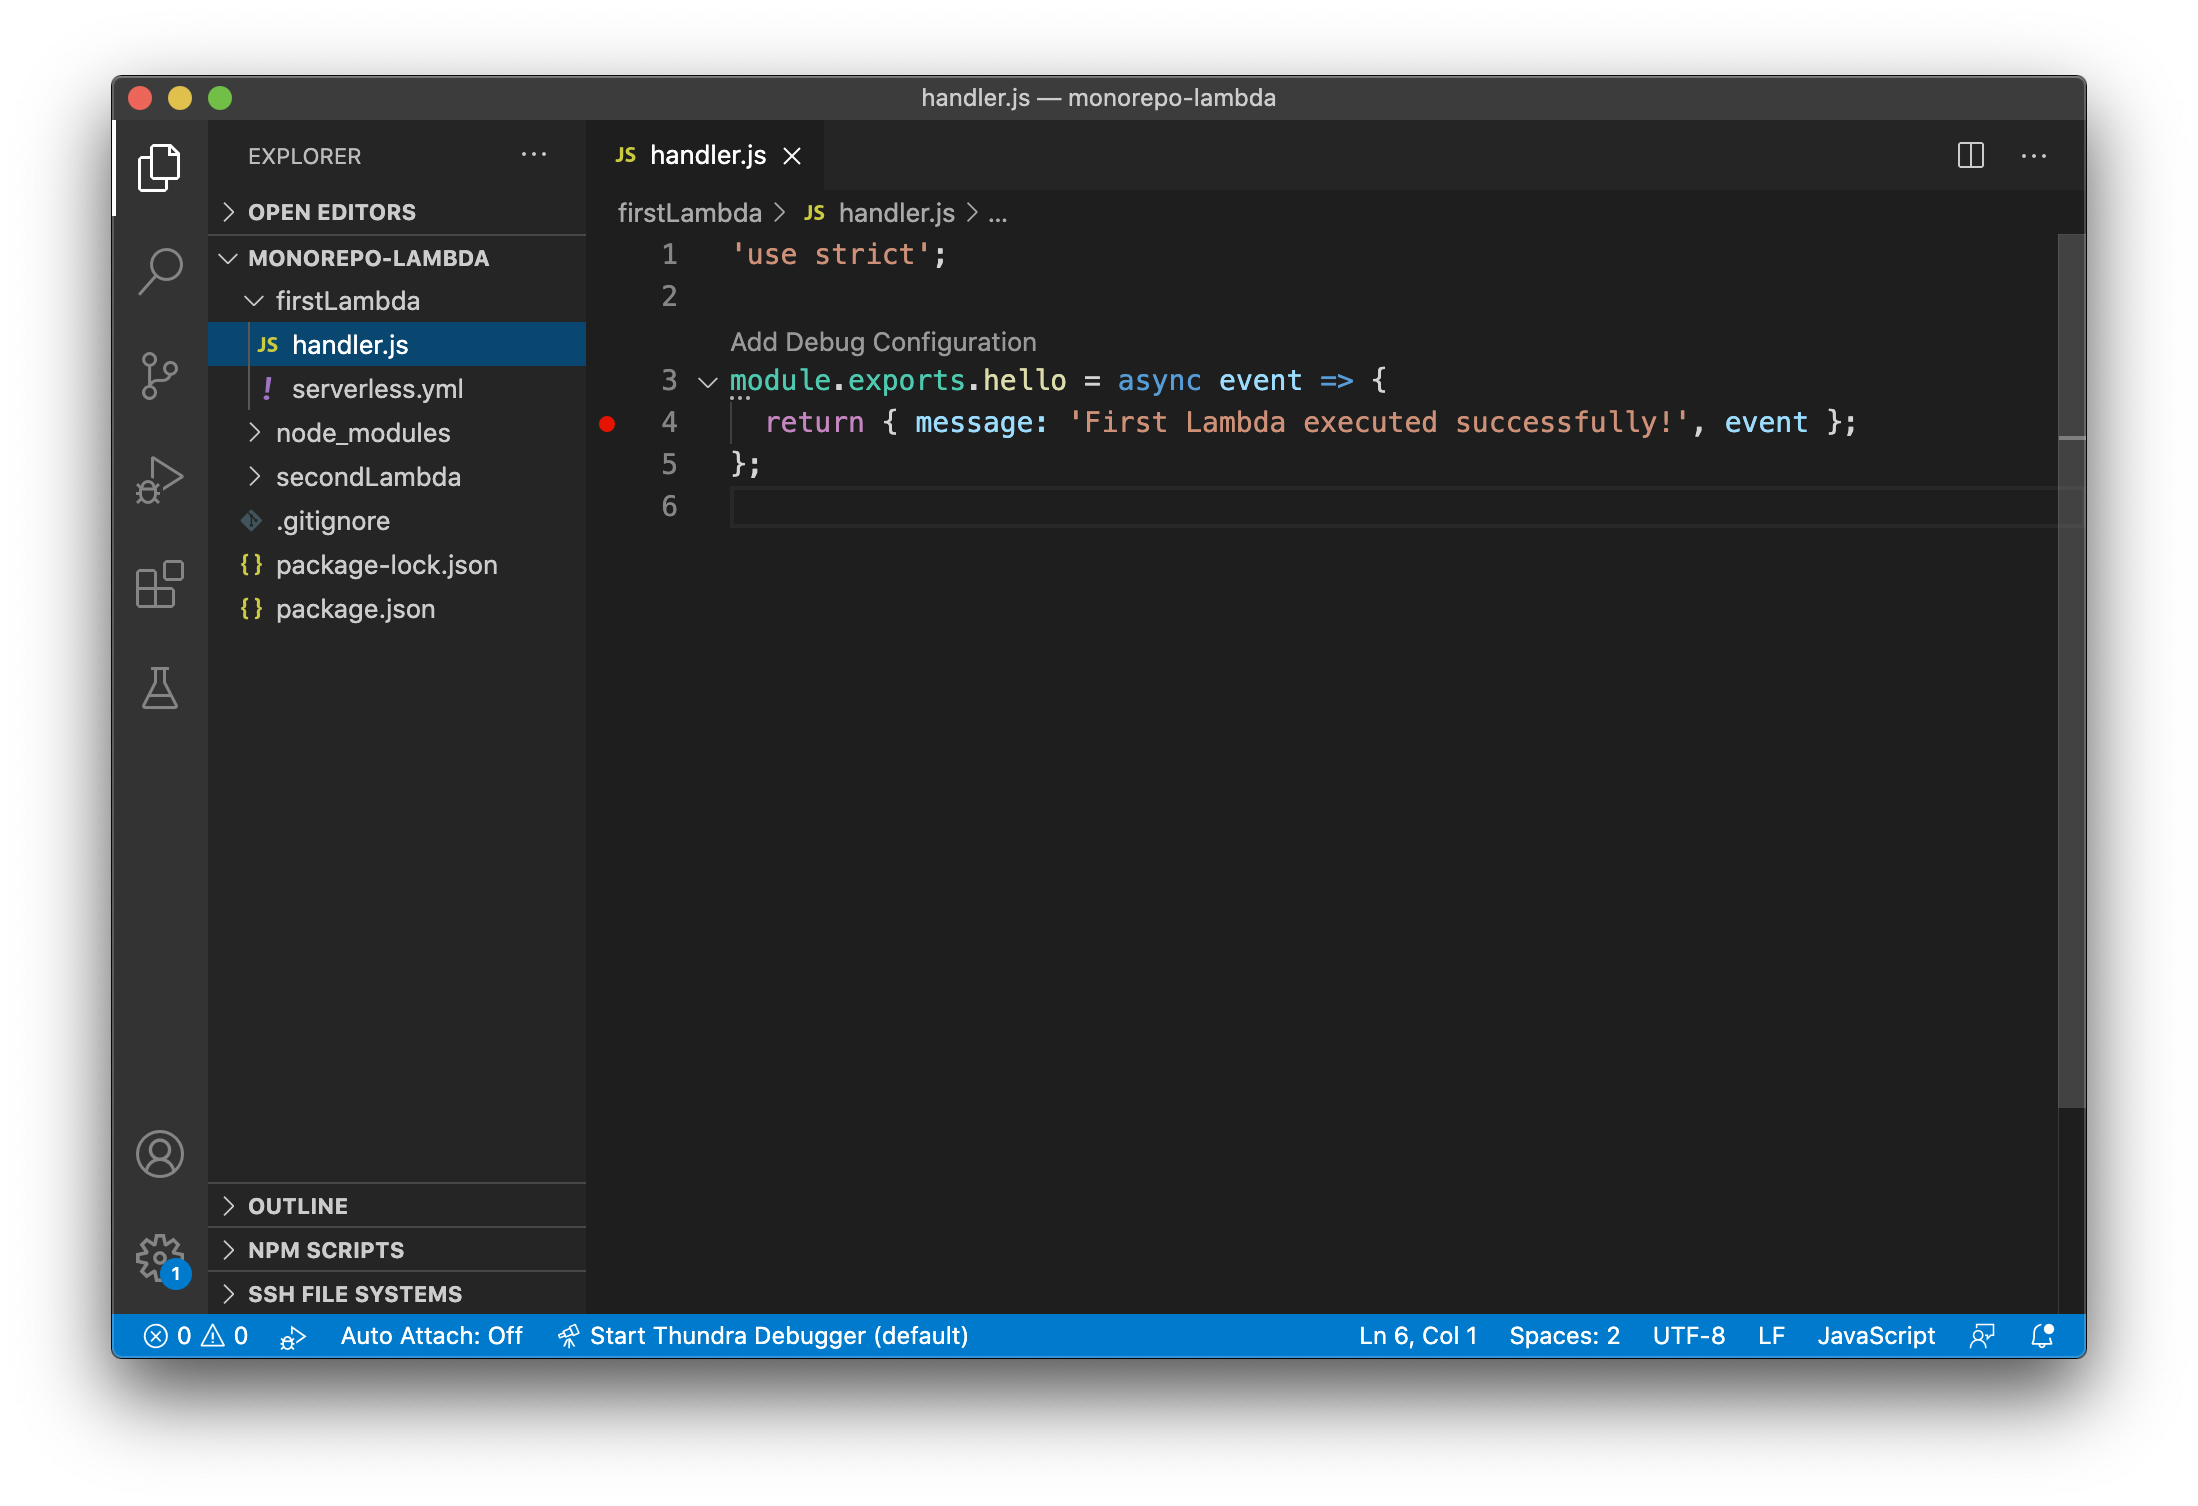 handler.js — monorepo-lambda
EXPLORER
OPEN EDITORS
MONOREPO-LAMBDA
firstLambda
JS handler.js
! serverless.yml
node_modules
secondLambda
.gitignore
{} package-lock.json
{} package.json
OUTLINE
NPM SCRIPTS
SSH FILE SYSTEMS
1
JS handler.js
firstLambda > JS handler.js > ...
1 'use strict';
2
Add Debug Configuration
3 module.exports.hello = async event => {
4 return { message: 'First Lambda executed successfully!', event };
5 };
6
0 0 Auto Attach: Off Start Thundra Debugger (default) Ln 6, Col 1 Spaces: 2 UTF-8 LF JavaScript